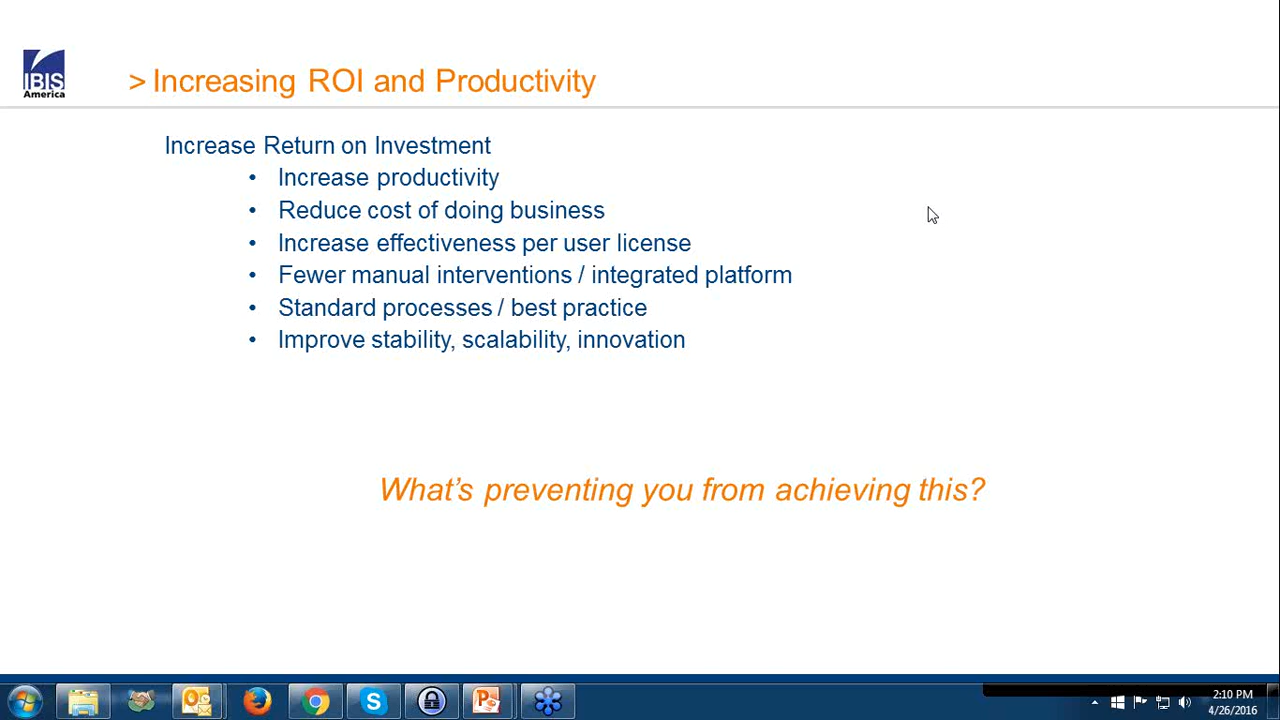 IBIS
America
> Increasing ROI and Productivity
Increase Return on Investment
• Increase productivity
• Reduce cost of doing business
• Increase effectiveness per user license
• Fewer manual interventions / integrated platform
• Standard processes / best practice
• Improve stability, scalability, innovation
What's preventing you from achieving this?
2:10 PM
4/26/2016